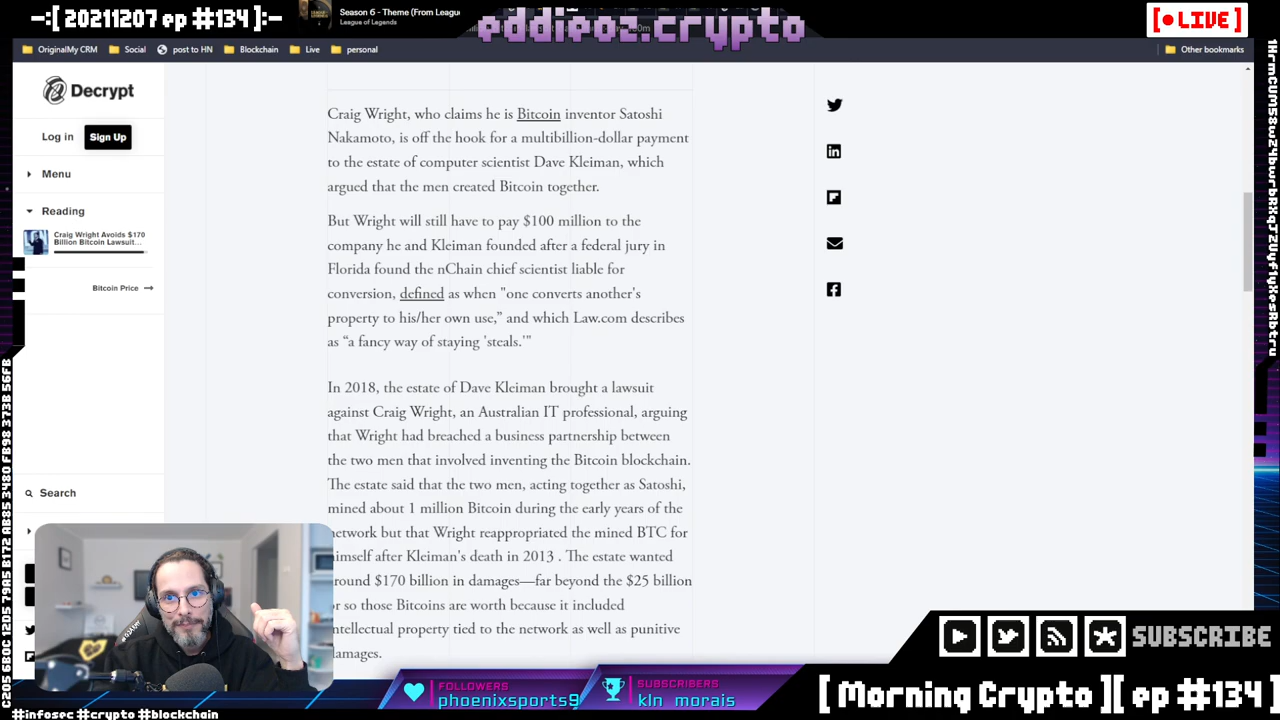 -:[ 20211207 ep #134 ]:-
Season 6 - Theme (From League
League of Legends
eddieoz.crypto
[●LIVE]
OriginalMy CRM
Social
post to HN
Blockchain
Live
personal
Other bookmarks
Decrypt
Log in
Sign Up
Menu
Reading
Craig Wright Avoids $170
Billion Bitcoin Lawsuit...
Bitcoin Price
Search
Craig Wright, who claims he is Bitcoin inventor Satoshi
Nakamoto, is off the hook for a multibillion-dollar payment
to the estate of computer scientist Dave Kleiman, which
argued that the men created Bitcoin together.
But Wright will still have to pay $100 million to the
company he and Kleiman founded after a federal jury in
Florida found the nChain chief scientist liable for
conversion, defined as when "one converts another's
property to his/her own use,” and which Law.com describes
as “a fancy way of staying 'steals.'"
In 2018, the estate of Dave Kleiman brought a lawsuit
against Craig Wright, an Australian IT professional, arguing
that Wright had breached a business partnership between
the two men that involved inventing the Bitcoin blockchain.
The estate said that the two men, acting together as Satoshi,
mined about 1 million Bitcoin during the early years of the
network but that Wright reappropriated the mined BTC for
himself after Kleiman's death in 2013 . The estate wanted
around $170 billion in damages—far beyond the $25 billion
or so those Bitcoins are worth because it included
intellectual property tied to the network as well as punitive
damages.
SUBSCRIBE
FOLLOWERS
phoenixsports9
SUBSCRIBERS
kln morais
[ Morning Crypto ][ ep #134 ]
#infosec #crypto #blockchain